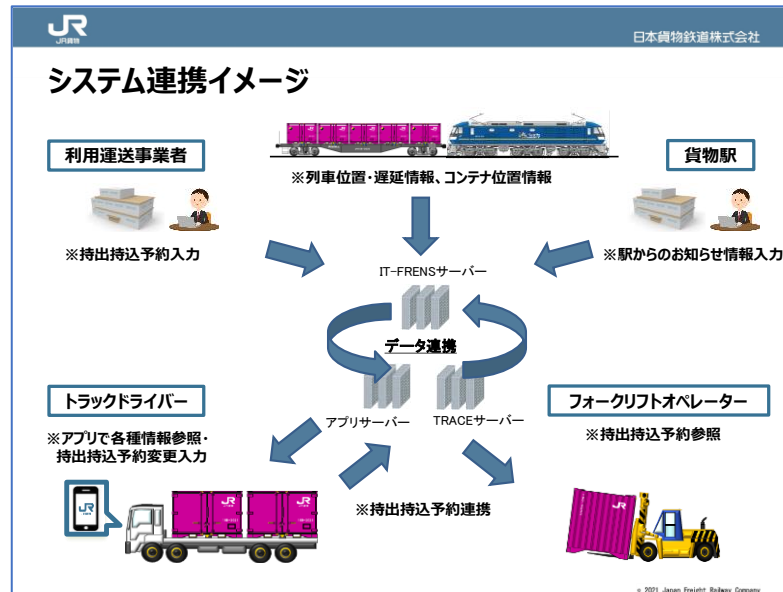 JR
JR貨物
日本貨物鉄道株式会社
システム連携イメージ
利用運送事業者
貨物駅
※列車位置・遅延情報、コンテナ位置情報
※持出持込予約入力
※駅からのお知らせ情報入力
IT-FRENSサーバー
データ連携
トラックドライバー
フォークリフトオペレーター
アプリサーバー
TRACEサーバー
※アプリで各種情報参照・
持出持込予約変更入力
※持出持込予約参照
JR
JR
JR
JR
※持出持込予約連携
© 2021 Japan Freight Railway Company